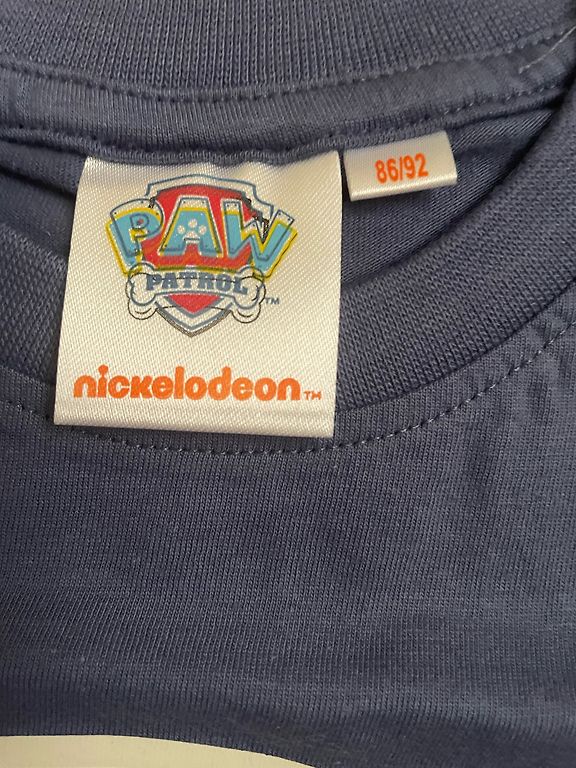 86/92
PAW
PATROL TM
nickelodeon TM